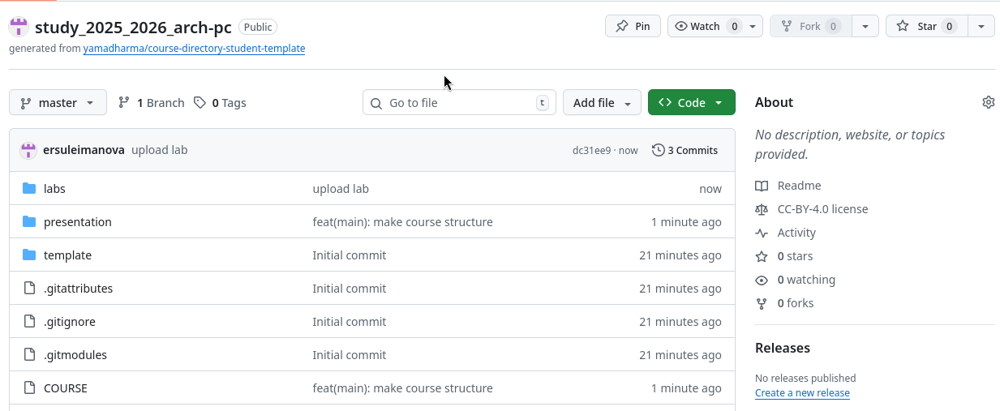 study_2025_2026_arch-pc Public Pin Watch 0 Fork 0 Star 0
generated from yamadharma/course-directory-student-template
master 1 Branch 0 Tags Go to file t Add file Code
ersuleimanova upload lab dc31ee9 · now 3 Commits
labs upload lab now
presentation feat(main): make course structure 1 minute ago
template Initial commit 21 minutes ago
.gitattributes Initial commit 21 minutes ago
.gitignore Initial commit 21 minutes ago
.gitmodules Initial commit 21 minutes ago
COURSE feat(main): make course structure 1 minute ago
About
No description, website, or topics
provided.
Readme
CC-BY-4.0 license
Activity
0 stars
0 watching
0 forks
Releases
No releases published
Create a new release